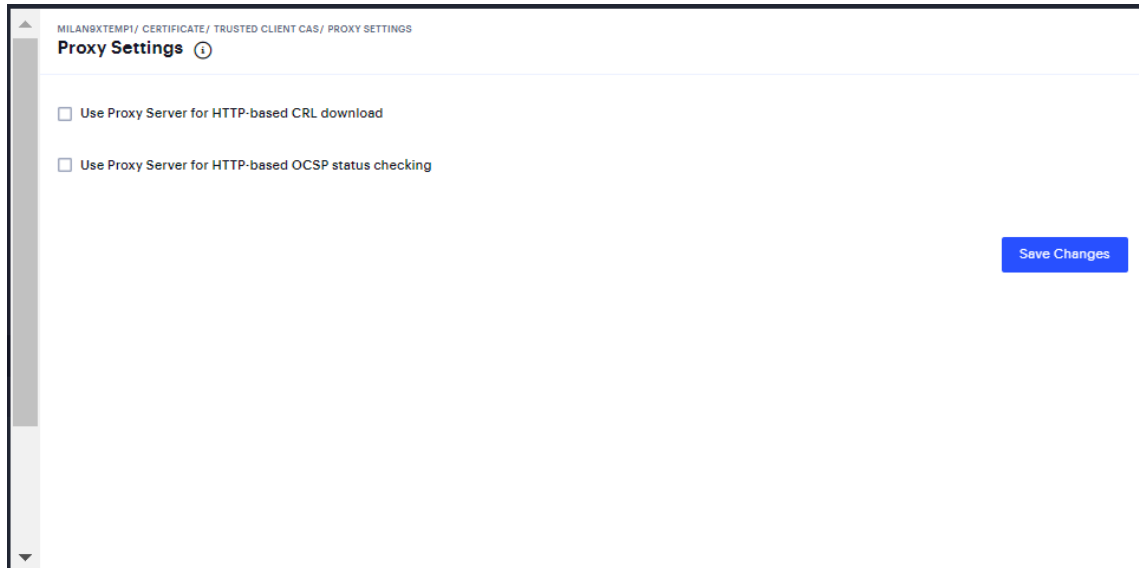 MILAN9XTEMP1/ CERTIFICATE/ TRUSTED CLIENT CAS/ PROXY SETTINGS
Proxy Settings
Use Proxy Server for HTTP-based CRL download
Use Proxy Server for HTTP-based OCSP status checking
Save Changes